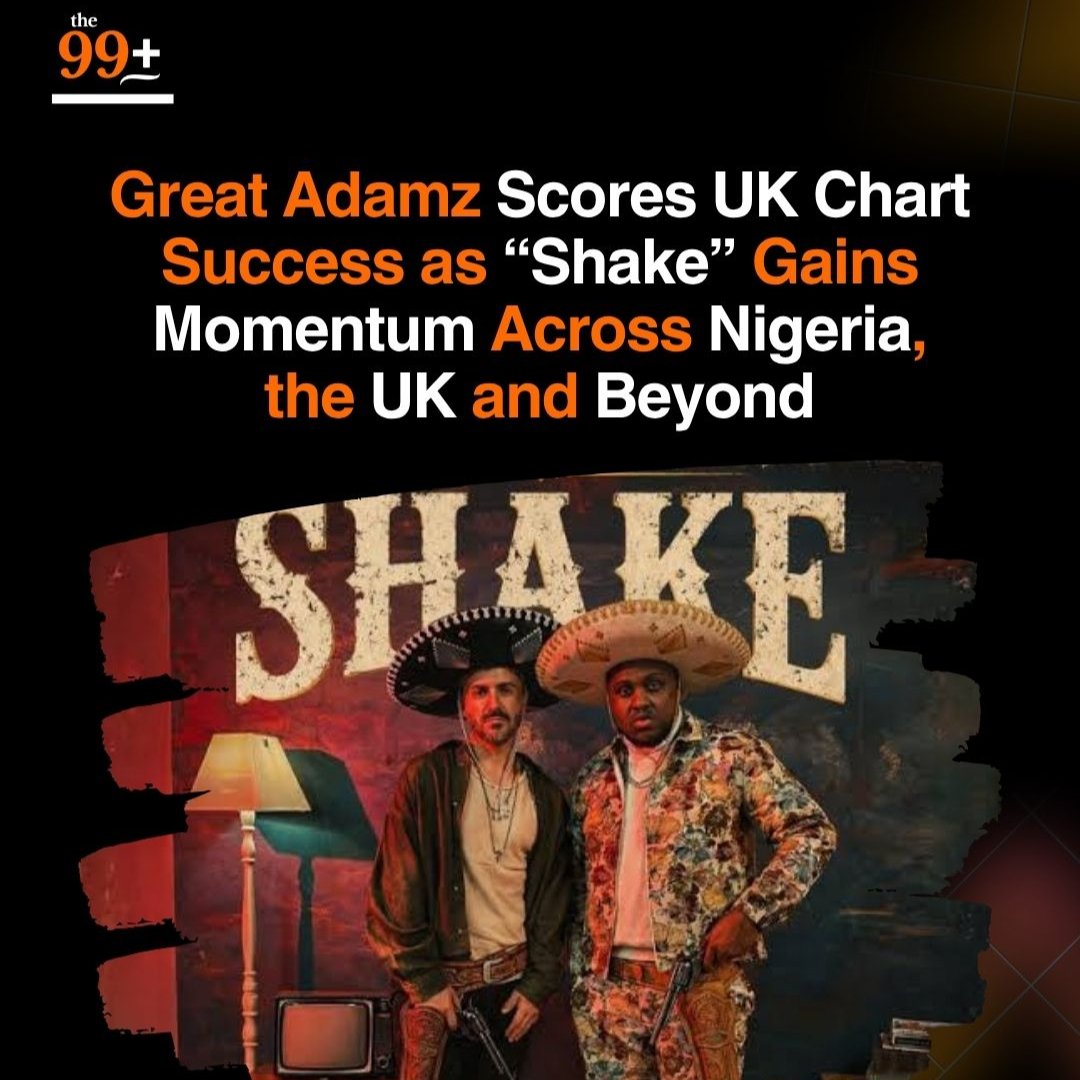 the
99+
Great Adamz Scores UK Chart
Success as “Shake” Gains
Momentum Across Nigeria,
the UK and Beyond
SHAKE